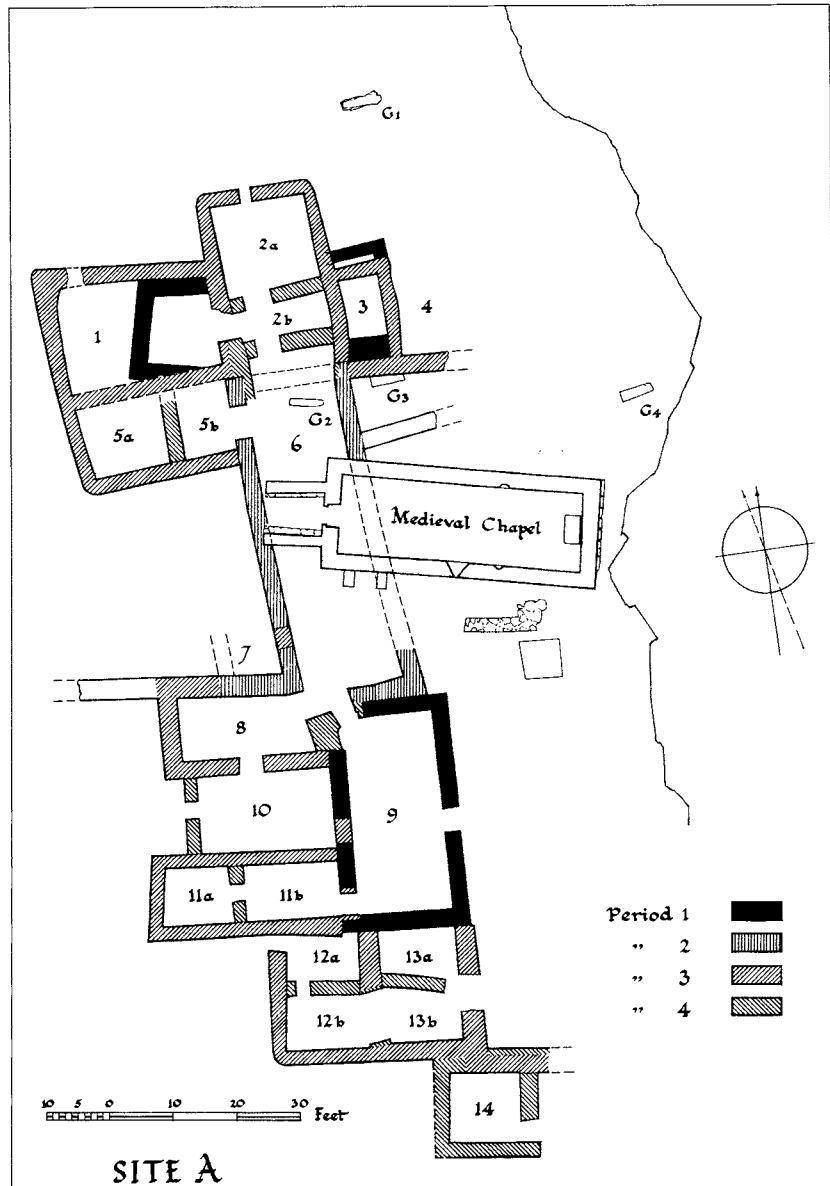 G1
2a
1
2b
3
4
G3
G4
5a
5b
G2
6
Medieval Chapel
7
8
9
10
11a
11b
12a
13a
12b
13b
14
Period 1
" 2
" 3
" 4
10 5 0 10 20 30 Feet
SITE A